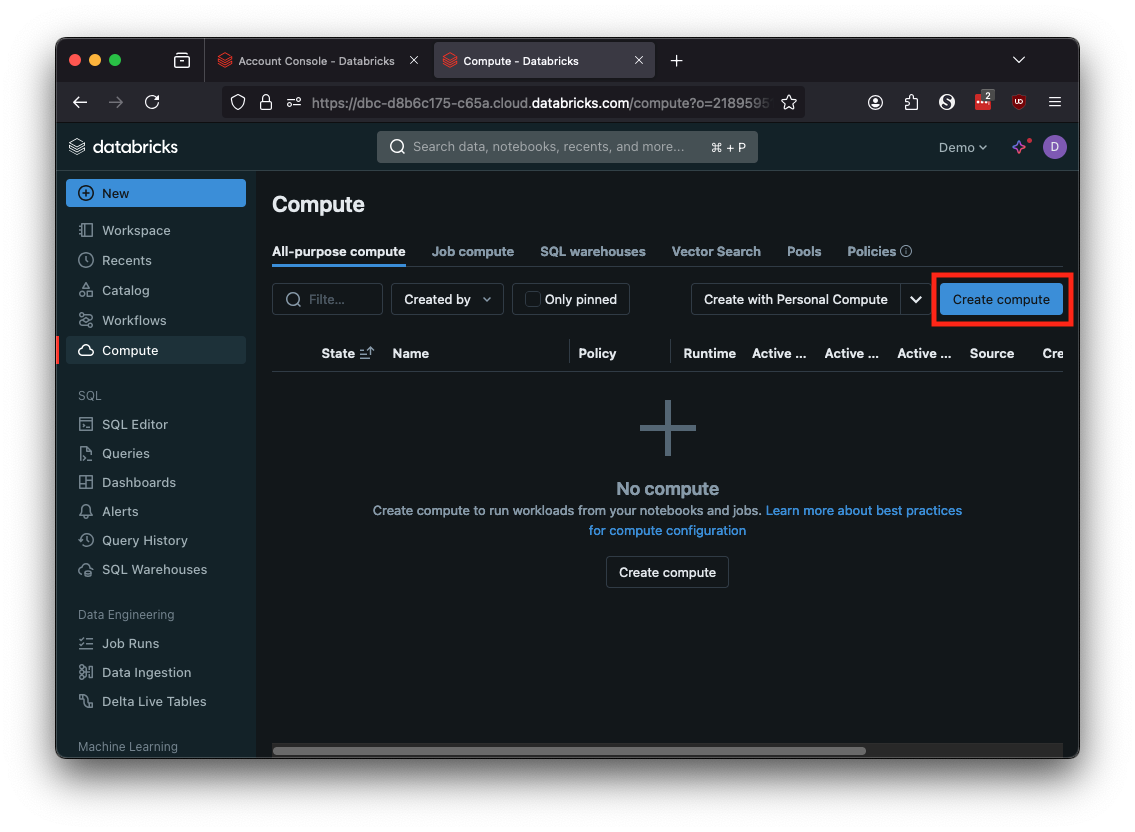 Account Console - Databricks
Compute - Databricks
https://dbc-d8b6c175-c65a.cloud.databricks.com/compute?o=2189595
2
UD
databricks
Search data, notebooks, recents, and more... ⌘ + P
Demo
D
New
Workspace
Recents
Catalog
Workflows
Compute
SQL
SQL Editor
Queries
Dashboards
Alerts
Query History
SQL Warehouses
Data Engineering
Job Runs
Data Ingestion
Delta Live Tables
Machine Learning
Compute
All-purpose compute Job compute SQL warehouses Vector Search Pools Policies
Filte... Created by Only pinned Create with Personal Compute Create compute
State Name Policy Runtime Active ... Active ... Active ... Source Cre
No compute
Create compute to run workloads from your notebooks and jobs. Learn more about best practices
for compute configuration
Create compute